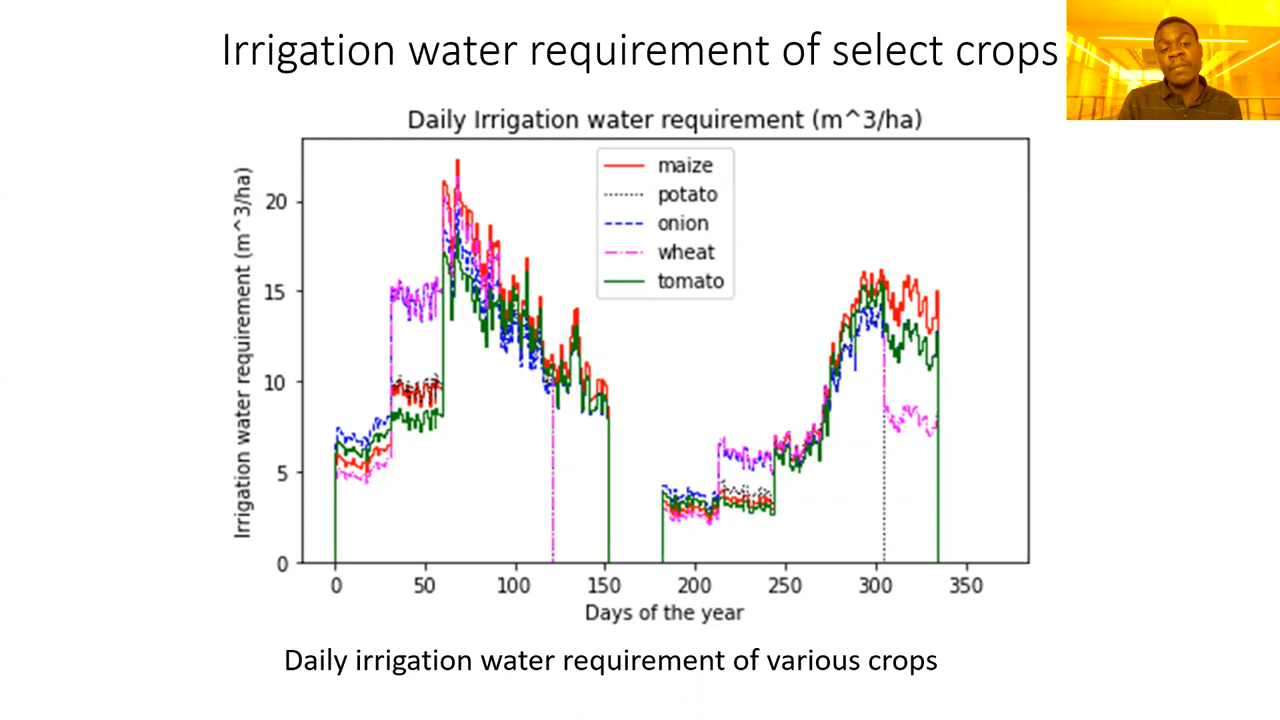 Irrigation water requirement of select crops
Daily Irrigation water requirement (m^3/ha)
maize
potato
onion
wheat
tomato
Irrigation water requirement (m^3/ha)
20
15
10
5
0
0 50 100 150 200 250 300 350
Days of the year
Daily irrigation water requirement of various crops